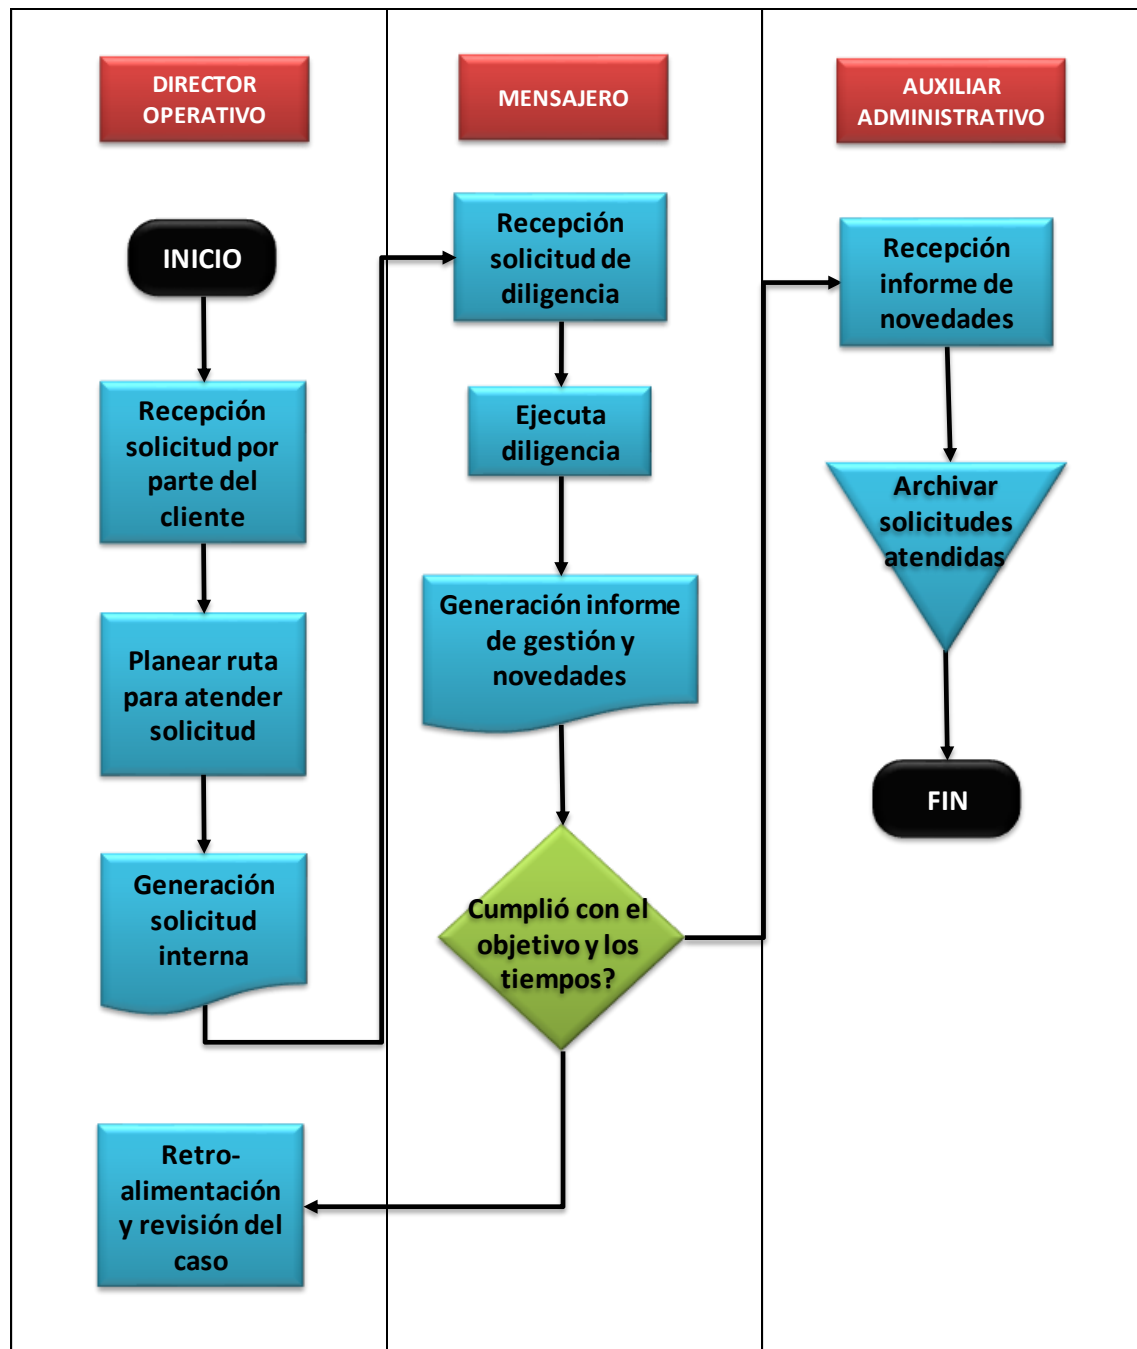 DIRECTOR
OPERATIVO
MENSAJERO
AUXILIAR
ADMINISTRATIVO
INICIO
Recepción
solicitud por
parte del
cliente
Planear ruta
para atender
solicitud
Generación
solicitud
interna
Retro-
alimentación
y revisión del
caso
Recepción
solicitud de
diligencia
Ejecuta
diligencia
Generación informe
de gestión y
novedades
Cumplió con el
objetivo y los
tiempos?
Recepción
informe de
novedades
Archivar
solicitudes
atendidas
FIN